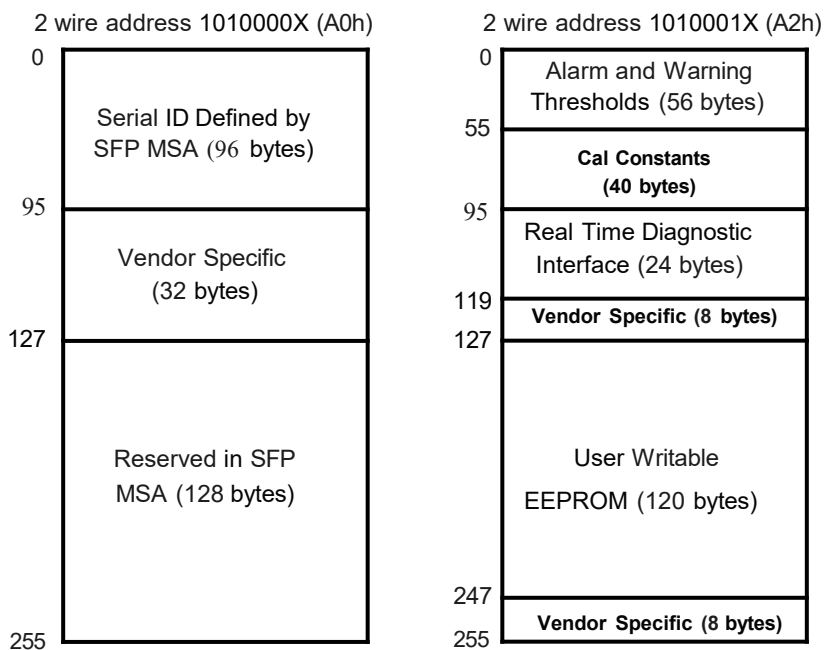 2 wire address 1010000X (A0h)
0
Serial ID Defined by
SFP MSA (96 bytes)
95
Vendor Specific
(32 bytes)
127
Reserved in SFP
MSA (128 bytes)
255
2 wire address 1010001X (A2h)
0
Alarm and Warning
Thresholds (56 bytes)
55
Cal Constants
(40 bytes)
95
Real Time Diagnostic
Interface (24 bytes)
119
Vendor Specific (8 bytes)
127
User Writable
EEPROM (120 bytes)
247
Vendor Specific (8 bytes)
255